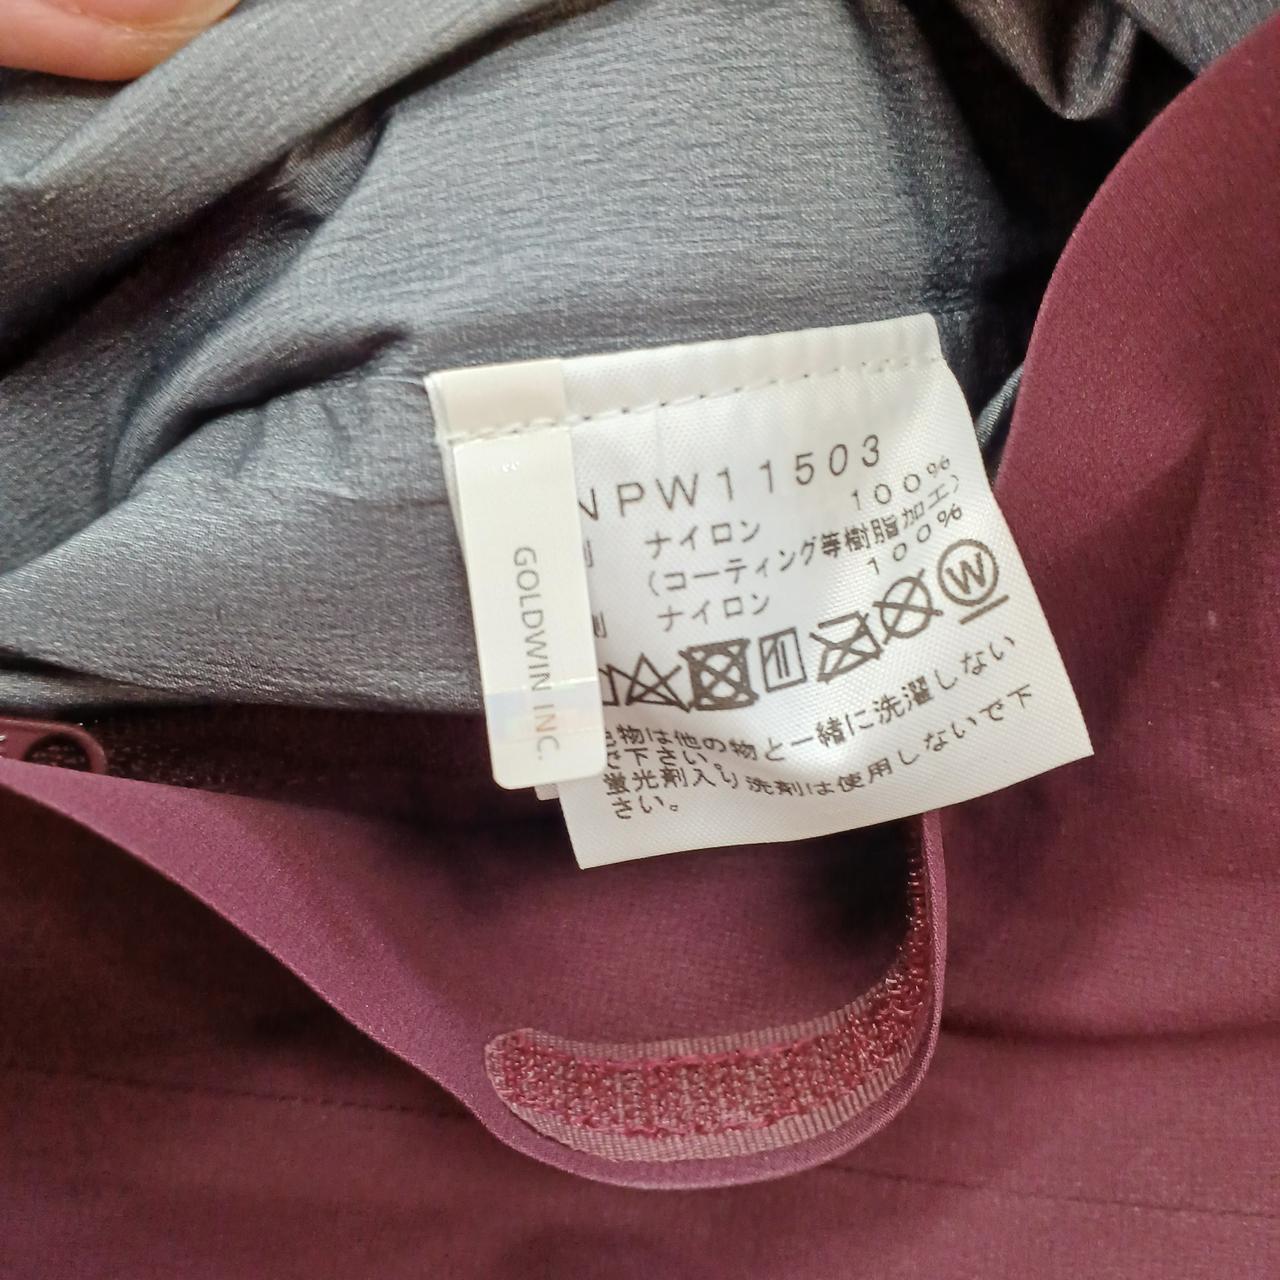 NPW11503
ナイロン 100%
(コーティング等樹脂加工)
ナイロン 100%
W
物は他の物と一緒に洗濯しない
で下さい。
蛍光剤入り洗剤は使用しないで下
さい。
GOLDWIN INC.